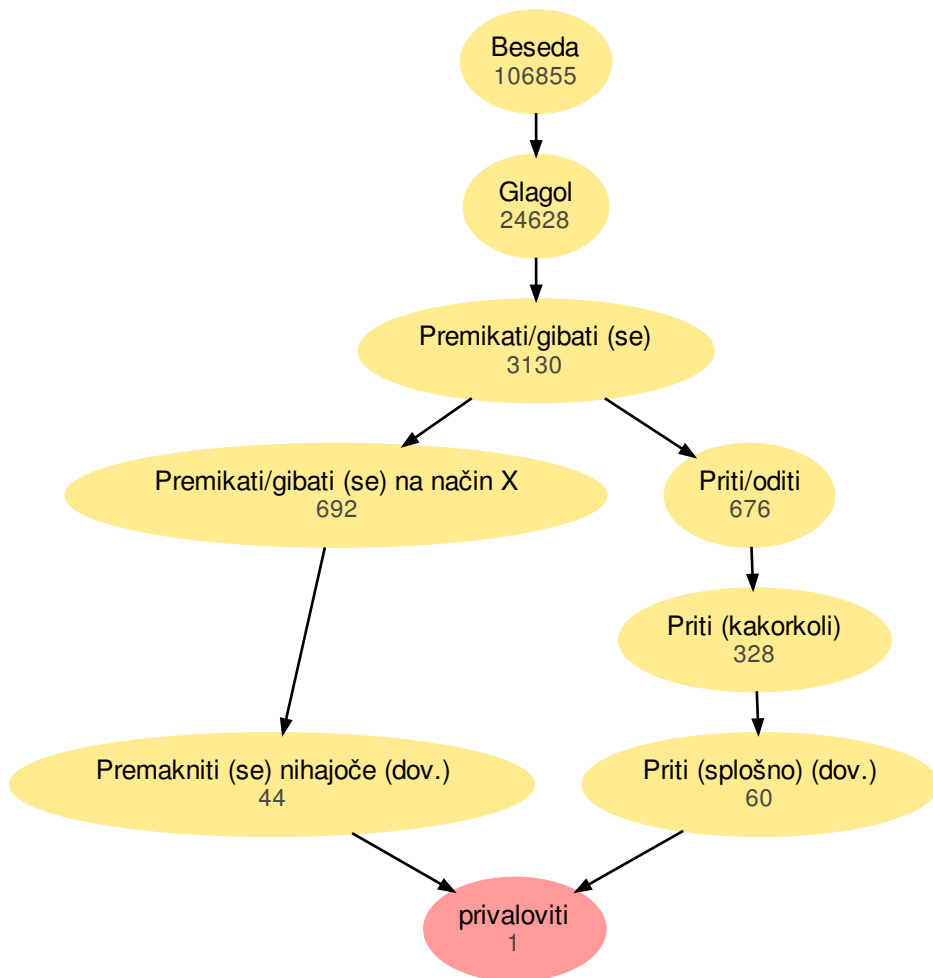 Beseda
106855
Glagol
24628
Premikati/gibati (se)
3130
Premikati/gibati (se) na način X
692
Priti/oditi
676
Priti (kakorkoli)
328
Premakniti (se) nihajoče (dov.)
44
Priti (splošno) (dov.)
60
privaloviti
1